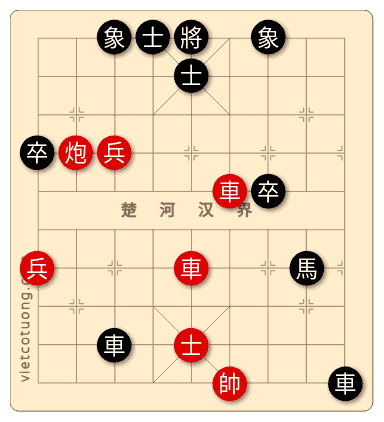 象 士 將 象
士
卒 炮 兵
車 卒
楚 河 汉 界
兵 車 馬
車 士
帥 車
vietcotuong.c